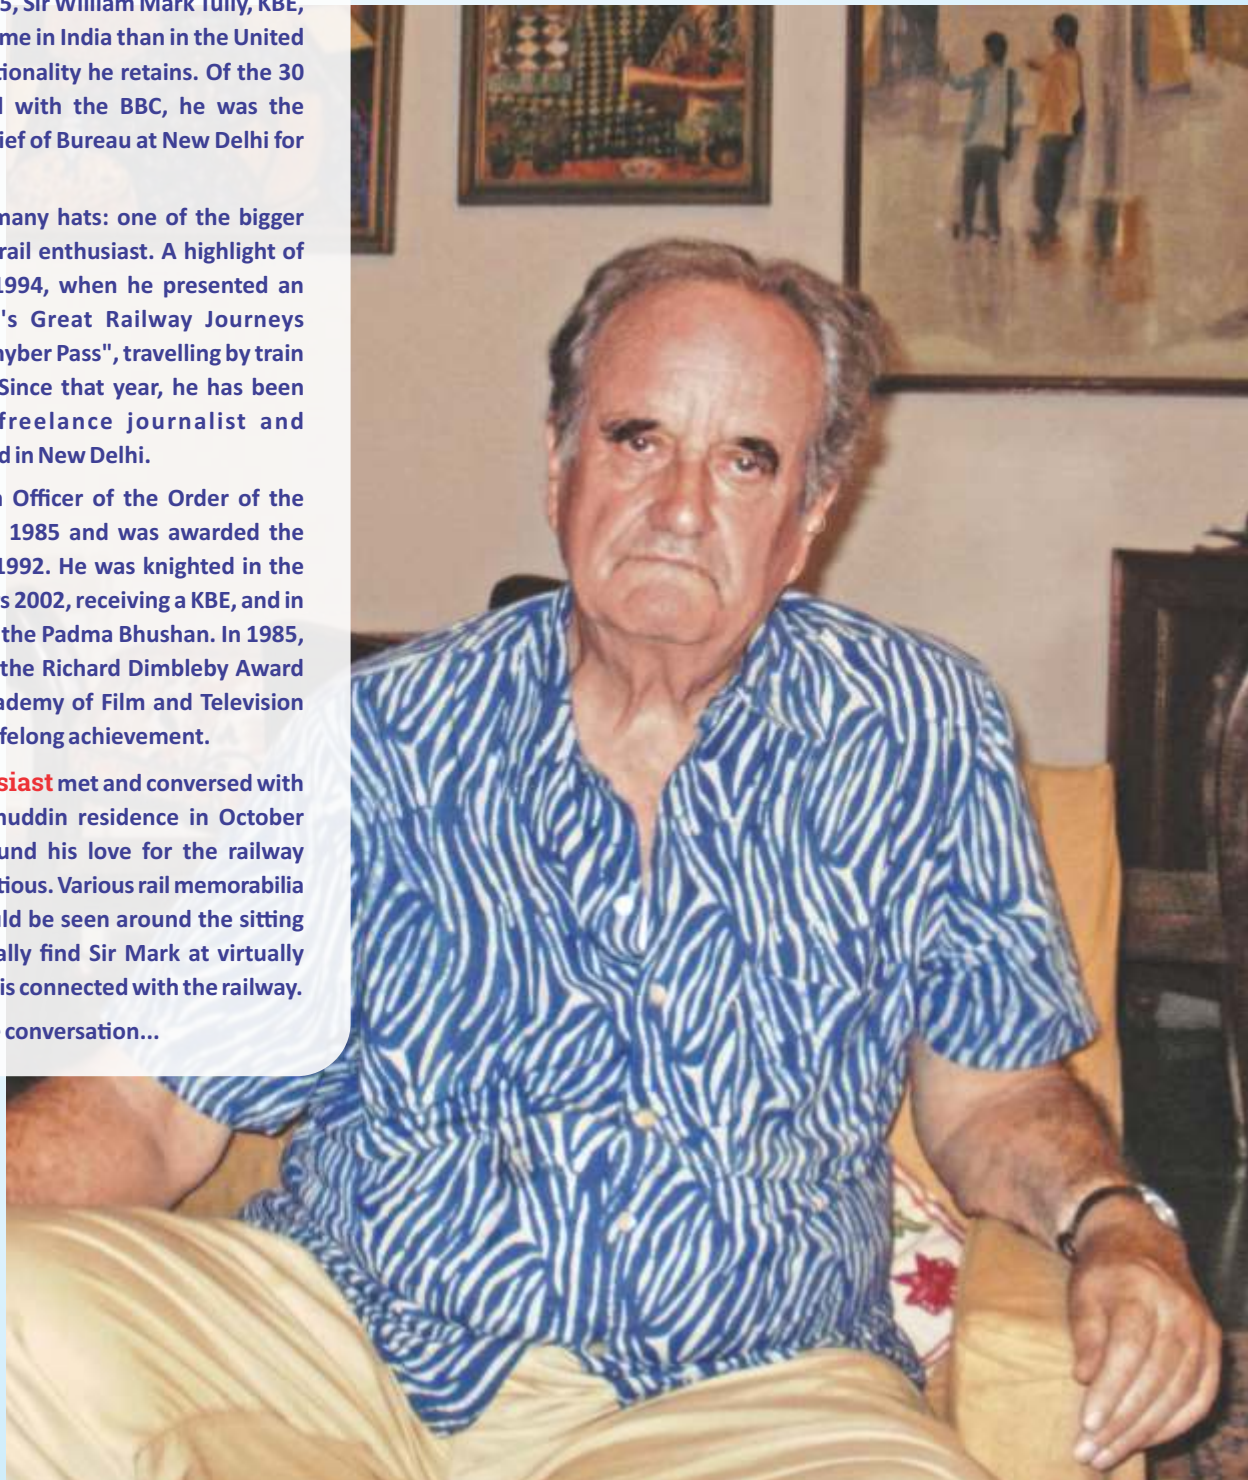 5, Sir William Mark Tully, KBE,
me in India than in the United
tionality he retains. Of the 30
with the BBC, he was the
ief of Bureau at New Delhi for
many hats: one of the bigger
rail enthusiast. A highlight of
1994, when he presented an
's Great Railway Journeys
hyber Pass", travelling by train
Since that year, he has been
freelance journalist and
d in New Delhi.
Officer of the Order of the
1985 and was awarded the
1992. He was knighted in the
s 2002, receiving a KBE, and in
the Padma Bhushan. In 1985,
the Richard Dimbleby Award
ademy of Film and Television
felong achievement.
siast met and conversed with
nuddin residence in October
und his love for the railway
tious. Various rail memorabilia
uld be seen around the sitting
ally find Sir Mark at virtually
is connected with the railway.
conversation...